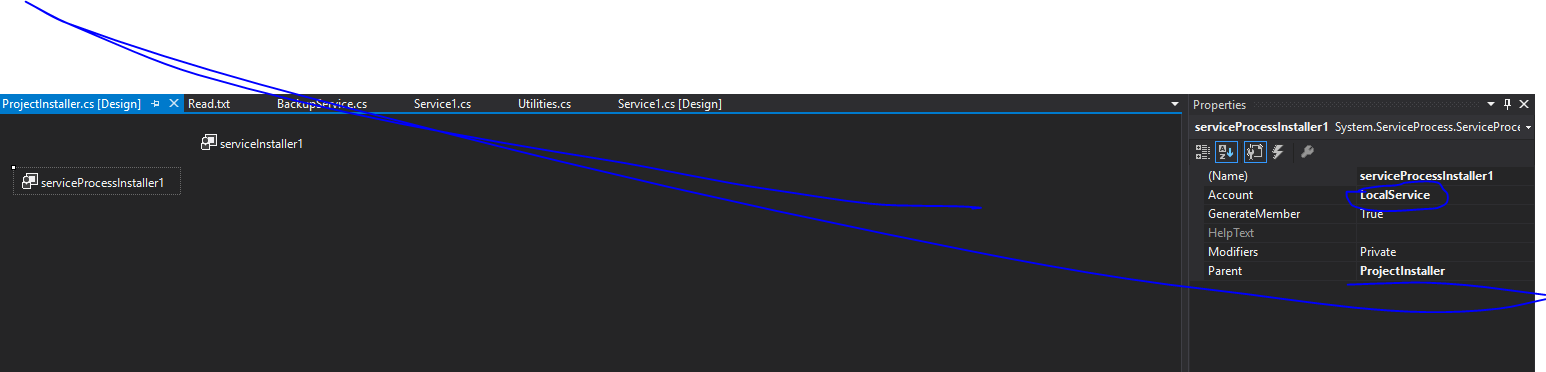 ProjectInstaller.cs [Design] Read.txt BackupService.cs Service1.cs Utilities.cs Service1.cs [Design]
serviceInstaller1
serviceProcessInstaller1
Properties
serviceProcessInstaller1 System.ServiceProcess.ServiceProce
(Name) serviceProcessInstaller1
Account LocalService
GenerateMember True
HelpText
Modifiers Private
Parent ProjectInstaller